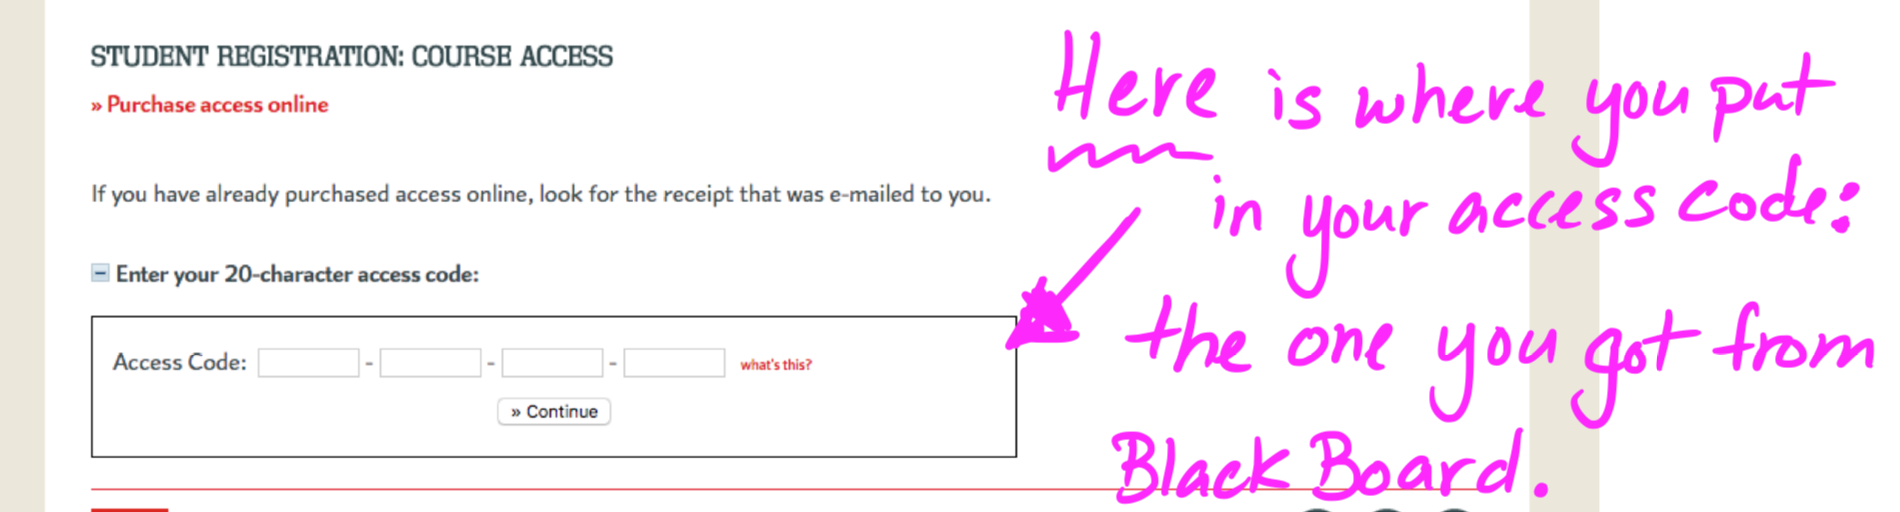 STUDENT REGISTRATION: COURSE ACCESS
» Purchase access online
If you have already purchased access online, look for the receipt that was e-mailed to you.
Enter your 20-character access code:
Access Code: - - - what's this?
» Continue
Here is where you put
in your access code:
the one you got from
BlackBoard.